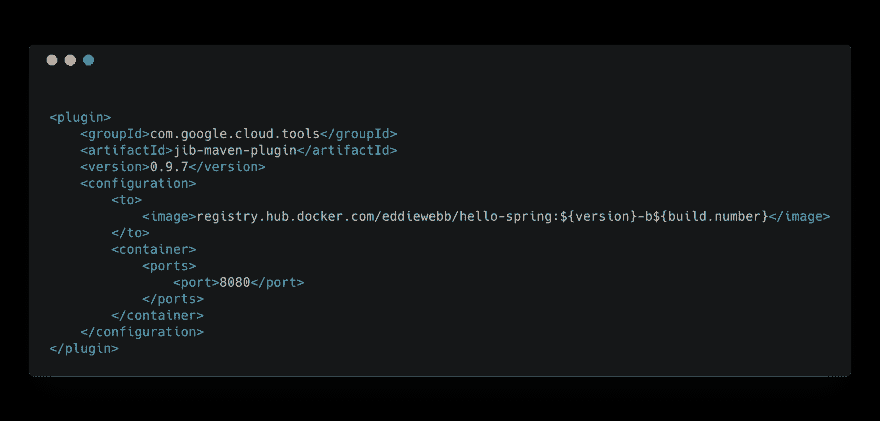 <plugin>
    <groupId>com.google.cloud.tools</groupId>
    <artifactId>jib-maven-plugin</artifactId>
    <version>0.9.7</version>
    <configuration>
        <to>
            <image>registry.hub.docker.com/eddiewebb/hello-spring:${version}-b${build.number}</image>
        </to>
        <container>
            <ports>
                <port>8080</port>
            </ports>
        </container>
    </configuration>
</plugin>